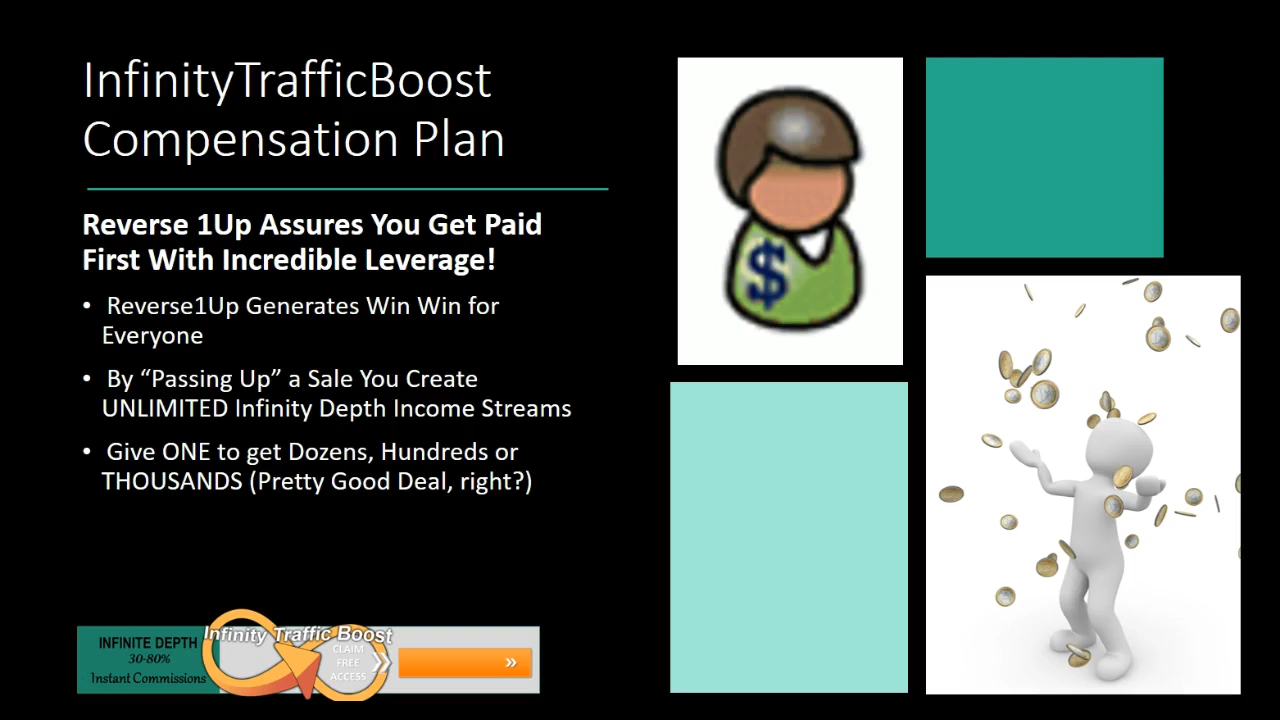 InfinityTrafficBoost
Compensation Plan
Reverse 1Up Assures You Get Paid
First With Incredible Leverage!
• Reverse1Up Generates Win Win for
Everyone
• By “Passing Up” a Sale You Create
UNLIMITED Infinity Depth Income Streams
• Give ONE to get Dozens, Hundreds or
THOUSANDS (Pretty Good Deal, right?)
$
INFINITE DEPTH
30-80%
Instant Commissions
Infinity Traffic Boost
CLAIM
FREE
ACCESS
»
»